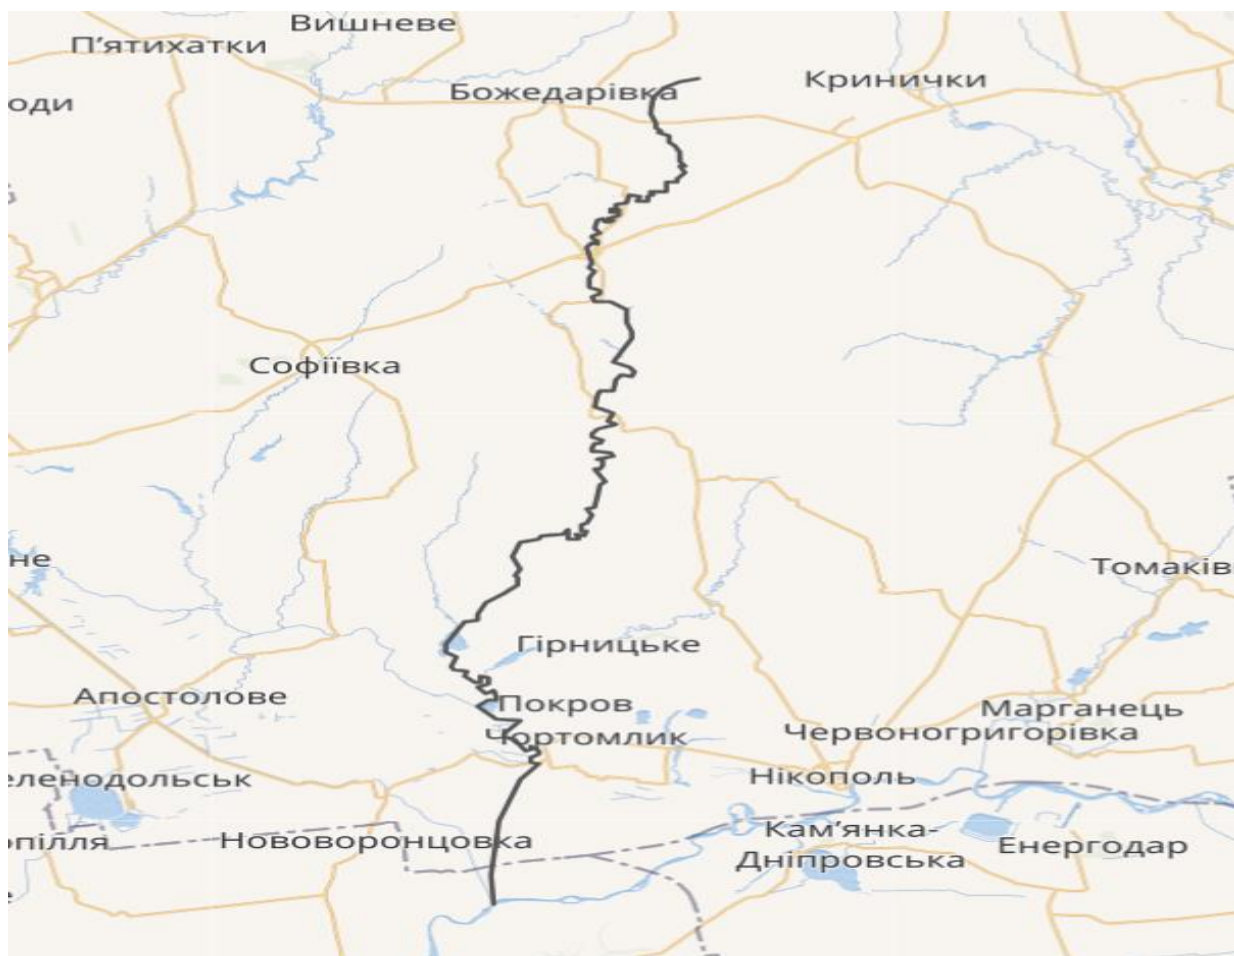 Вишневе
П’ятихатки
Божедарівка
Кринички
оди
Софіївка
не
Томаків
Гірницьке
Апостолове
Покров
Марганець
Чортомлик
Червоногригорівка
еленодольськ
Нікополь
опілля
Нововоронцовка
Кам’янка-
Дніпровська
Енергодар